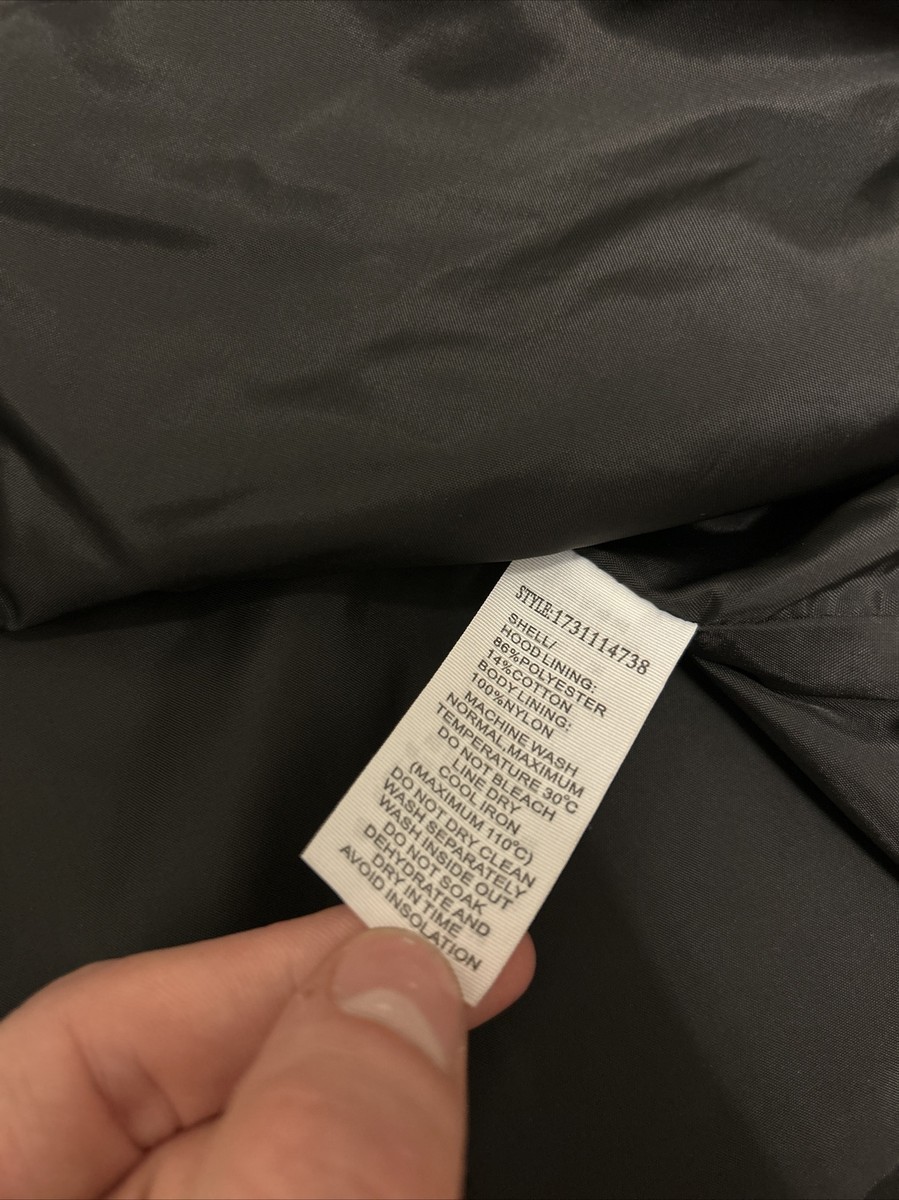 STYLE:1731114738
SHELL/
HOOD LINING:
86%POLYESTER
14%COTTON
BODY LINING:
100%NYLON
MACHINE WASH
NORMAL,MAXIMUM
TEMPERATURE 30°C
DO NOT BLEACH
LINE DRY
COOL IRON
(MAXIMUM 110°C)
DO NOT DRY CLEAN
WASH SEPARATELY
WASH INSIDE OUT
DO NOT SOAK
DEHYDRATE AND
DRY IN TIME
AVOID INSOLATION